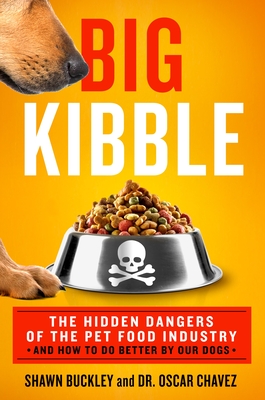 BIG
KIBBLE
THE HIDDEN DANGERS
OF THE PET FOOD INDUSTRY
• AND HOW TO DO BETTER BY OUR DOGS •
SHAWN BUCKLEY and DR. OSCAR CHAVEZ